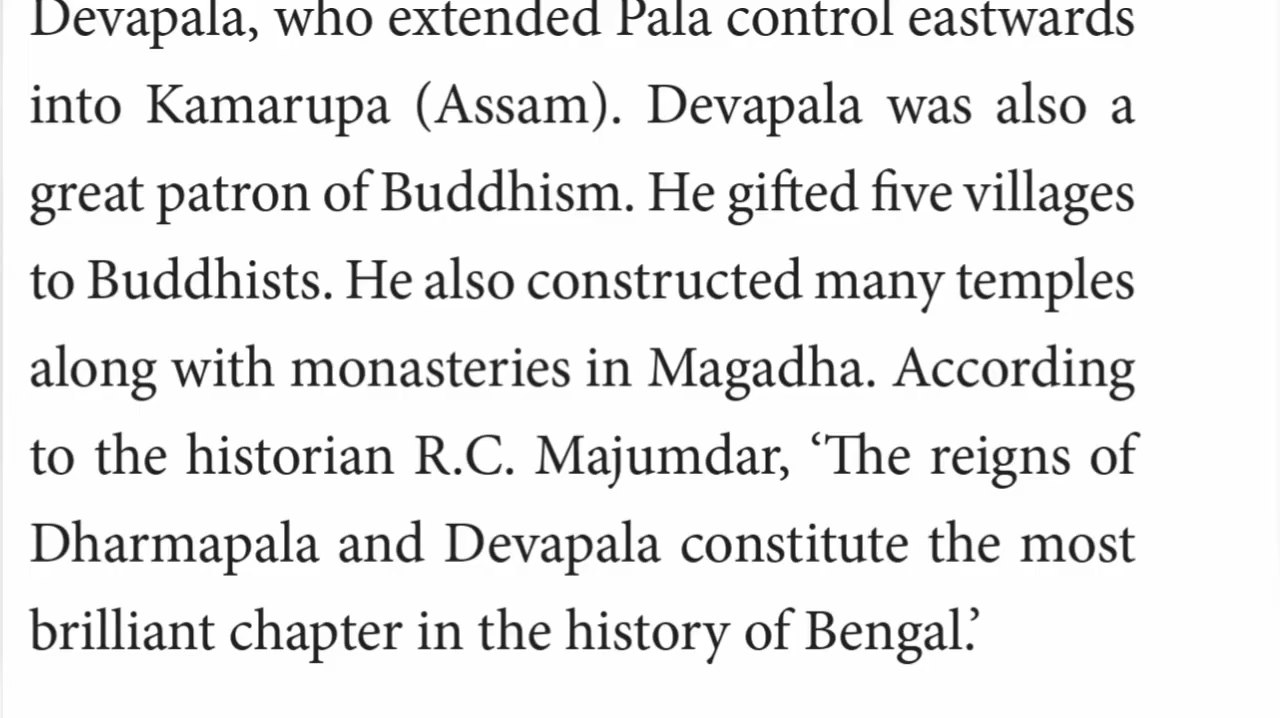 Devapala, who extended Pala control eastwards
into Kamarupa (Assam). Devapala was also a
great patron of Buddhism. He gifted five villages
to Buddhists. He also constructed many temples
along with monasteries in Magadha. According
to the historian R.C. Majumdar, ‘The reigns of
Dharmapala and Devapala constitute the most
brilliant chapter in the history of Bengal.’